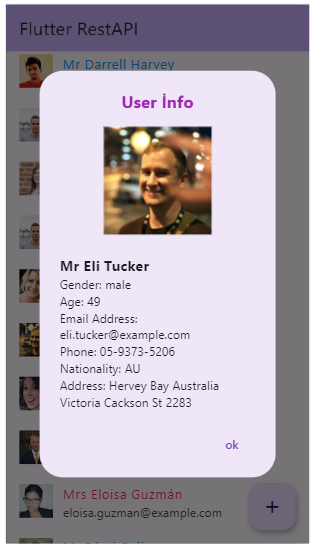 Flutter RestAPI
Mr Darrell Harvey
User İnfo
Mr Eli Tucker
Gender: male
Age: 49
Email Address:
eli.tucker@example.com
Phone: 05-9373-5206
Nationality: AU
Address: Hervey Bay Australia
Victoria Cackson St 2283
ok
Mrs Eloisa Guzmán
eloisa.guzman@example.com
+